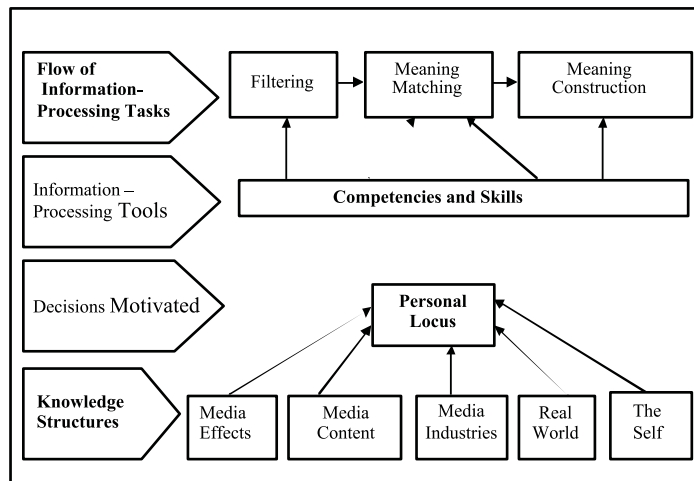 Flow of
Information–
Processing Tasks
Filtering
Meaning
Matching
Meaning
Construction
Information –
Processing Tools
Competencies and Skills
Decisions Motivated
Personal
Locus
Knowledge
Structures
Media
Effects
Media
Content
Media
Industries
Real
World
The
Self